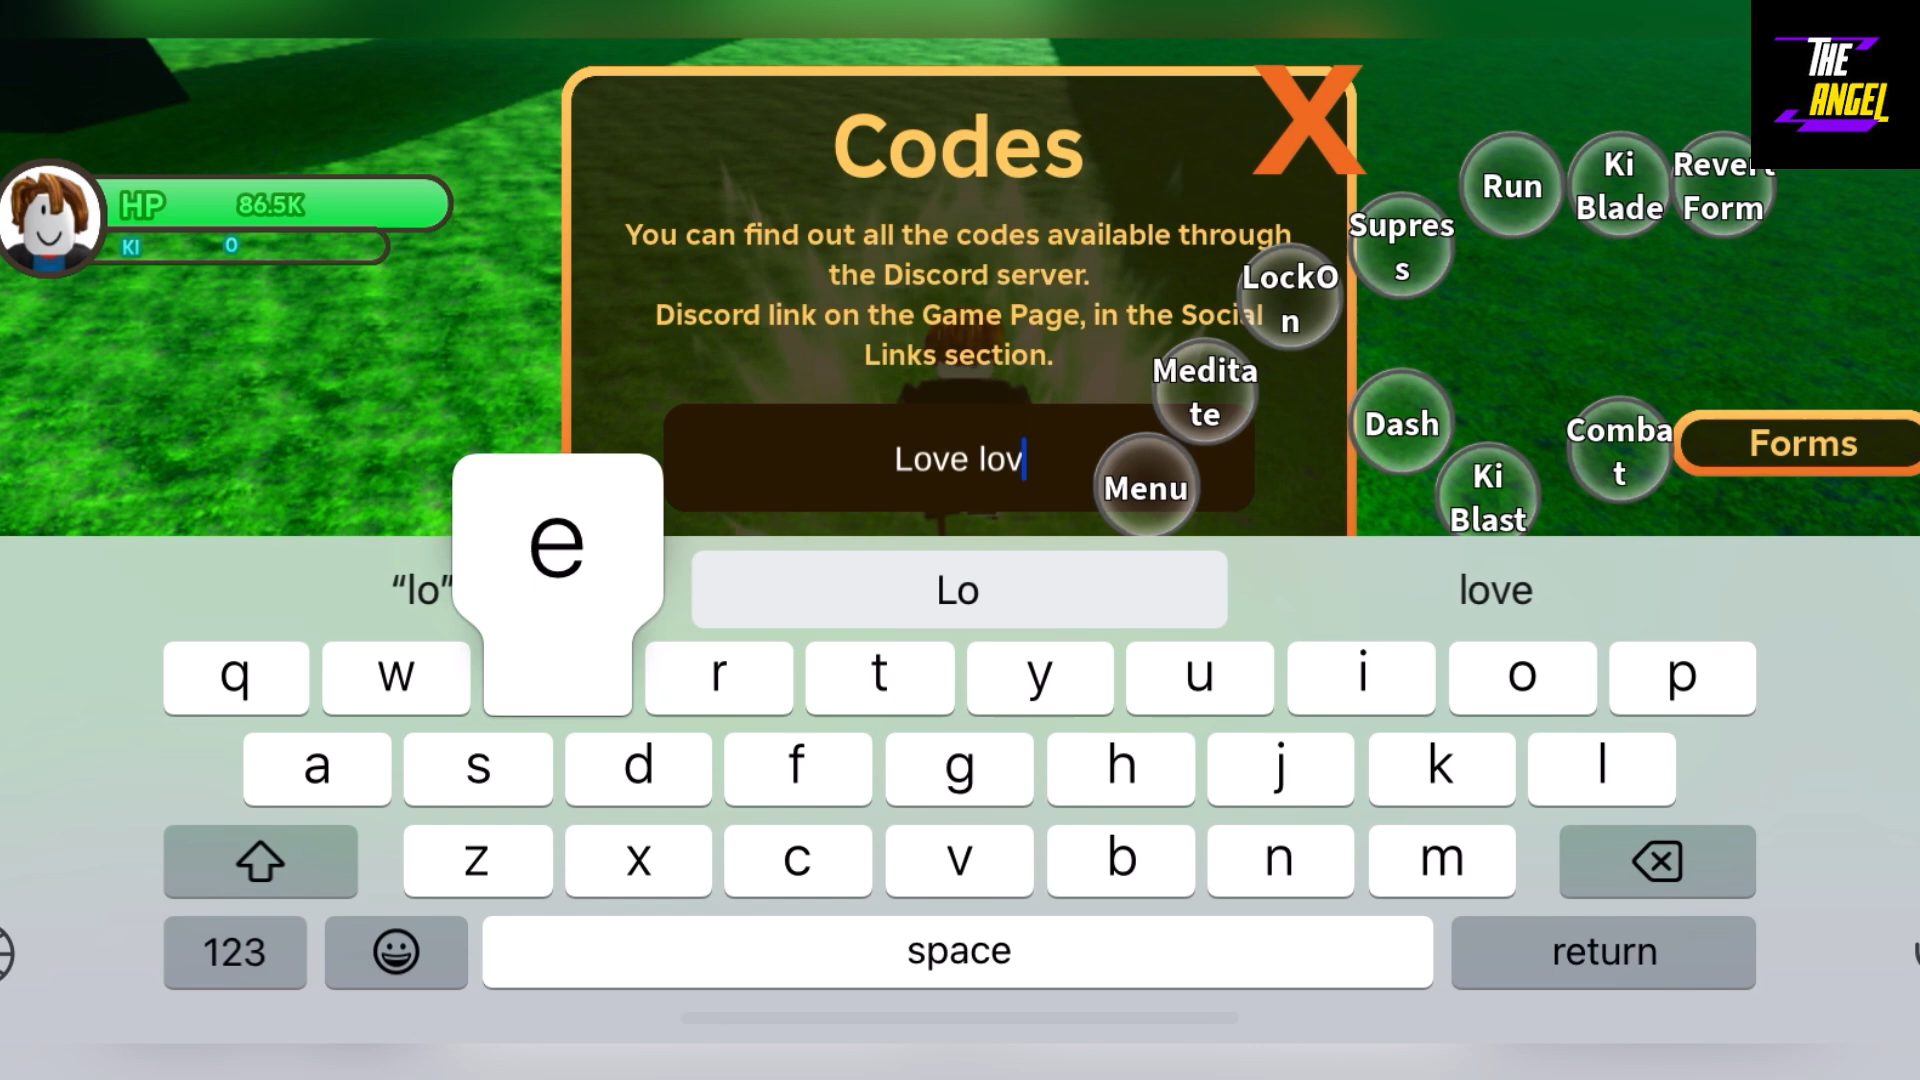 THE
ANGEL
Codes
X
You can find out all the codes available through
the Discord server.
Discord link on the Game Page, in the Social
Links section.
Love lov
HP 86.5K
KI 0
Run
Ki
Blade
Revert
Form
Supres
s
LockO
n
Medita
te
Menu
Dash
Ki
Blast
Comba
t
Forms
“lo” Lo love
e
q w r t y u i o p
a s d f g h j k l
z x c v b n m
123 space return